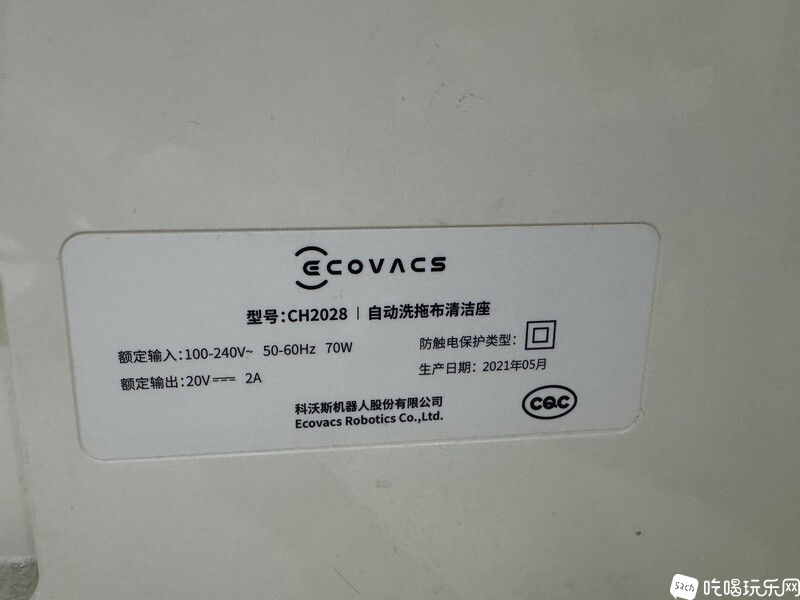 ECOVACS
型号:CH2028 | 自动洗拖布清洁座
额定输入:100-240V~ 50-60Hz 70W
防触电保护类型:
额定输出:20V⎓ 2A
生产日期: 2021年05月
科沃斯机器人股份有限公司
Ecovacs Robotics Co.,Ltd.
CQC
52ch 吃喝玩乐网